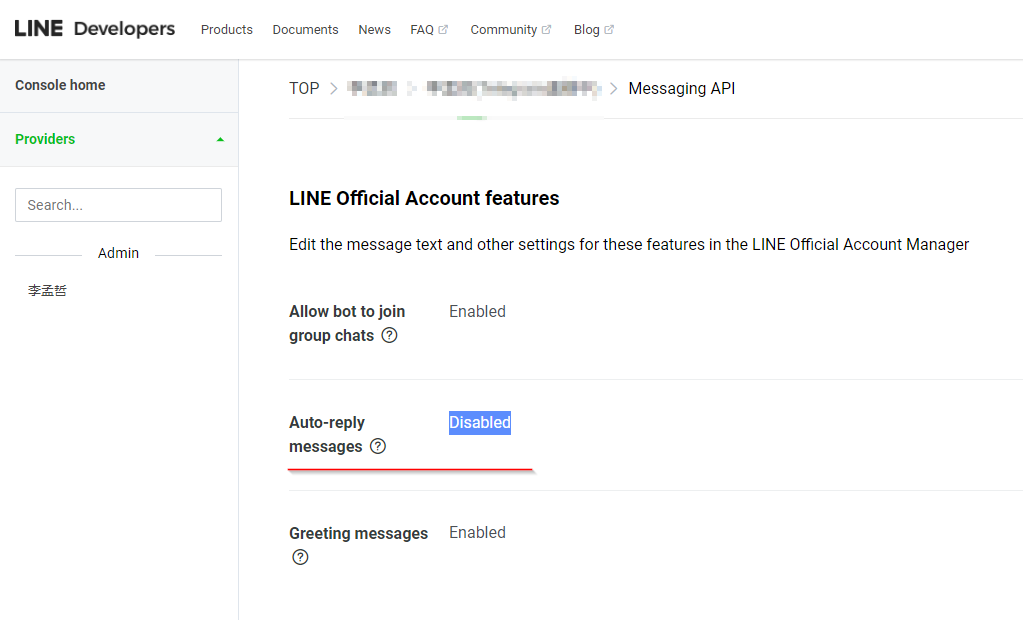 LINE Developers Products Documents News FAQ Community Blog
Console home
Providers
Search...
Admin
李孟哲
TOP > > > Messaging API
LINE Official Account features
Edit the message text and other settings for these features in the LINE Official Account Manager
Allow bot to join Enabled
group chats ?
Auto-reply Disabled
messages ?
Greeting messages Enabled
?